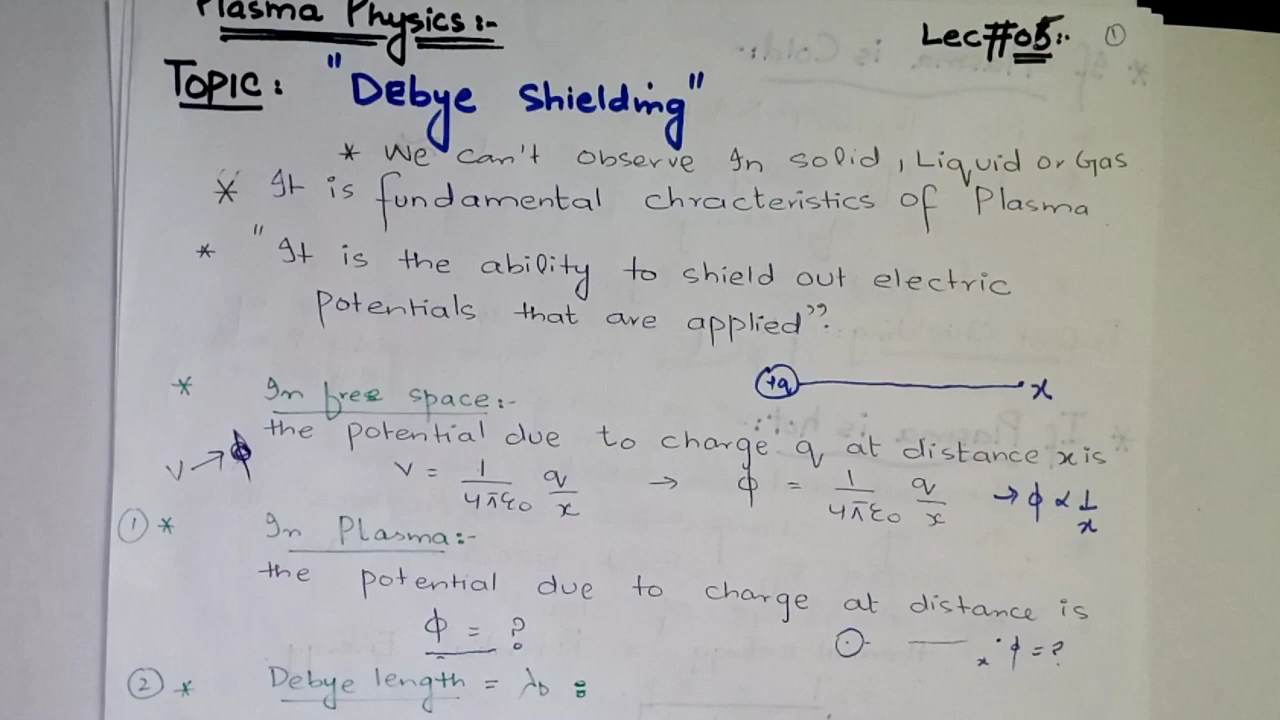 Plasma Physics :-
Lec#05:- ①
Topic: "Debye Shielding"
* We can't observe In solid, Liquid or Gas
* It is fundamental chracteristics of Plasma
* "It is the ability to shield out electric
potentials that are applied".
+q x
* In free space:-
the potential due to charge q at distance x is
V → ϕ V = 1/4πε₀ q/x → ϕ = 1/4πε₀ q/x → ϕ ∝ 1/x
① * In Plasma:-
the potential due to charge at distance is
ϕ = ? x ϕ = ?
② * Debye length = λD :